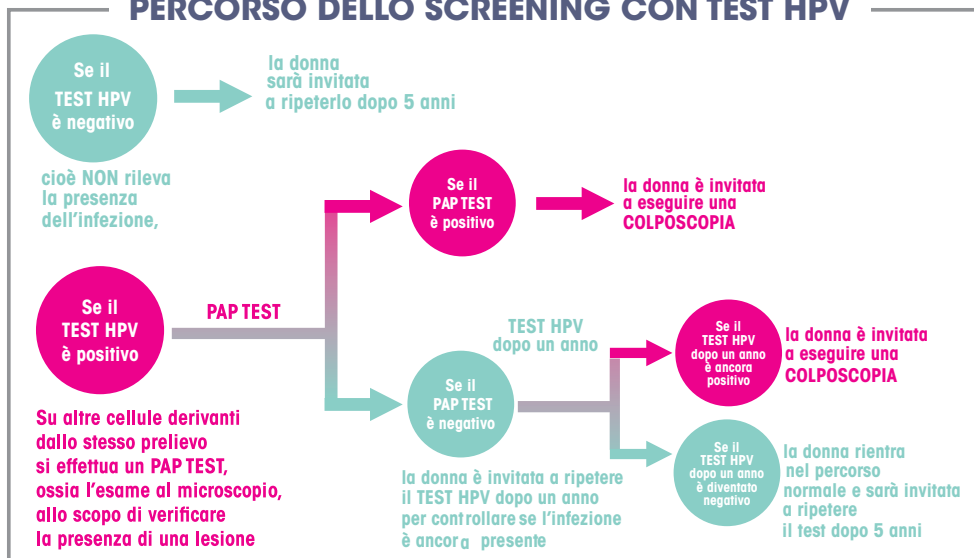 PERCORSO DELLO SCREENING CON TEST HPV
Se il
TEST HPV
è negativo
la donna
sarà invitata
a ripeterlo dopo 5 anni
cioè NON rileva
la presenza
dell'infezione,
Se il
PAP TEST
è positivo
la donna è invitata
a eseguire una
COLPOSCOPIA
Se il
TEST HPV
è positivo
PAP TEST
Su altre cellule derivanti
dallo stesso prelievo
si effettua un PAP TEST,
ossia l'esame al microscopio,
allo scopo di verificare
la presenza di una lesione
Se il
PAP TEST
è negativo
la donna è invitata a ripetere
il TEST HPV dopo un anno
per controllare se l'infezione
è ancora presente
TEST HPV
dopo un anno
Se il
TEST HPV
dopo un anno
è ancora
positivo
la donna è invitata
a eseguire una
COLPOSCOPIA
Se il
TEST HPV
dopo un anno
è diventato
negativo
la donna rientra
nel percorso
normale e sarà invitata
a ripetere
il test dopo 5 anni